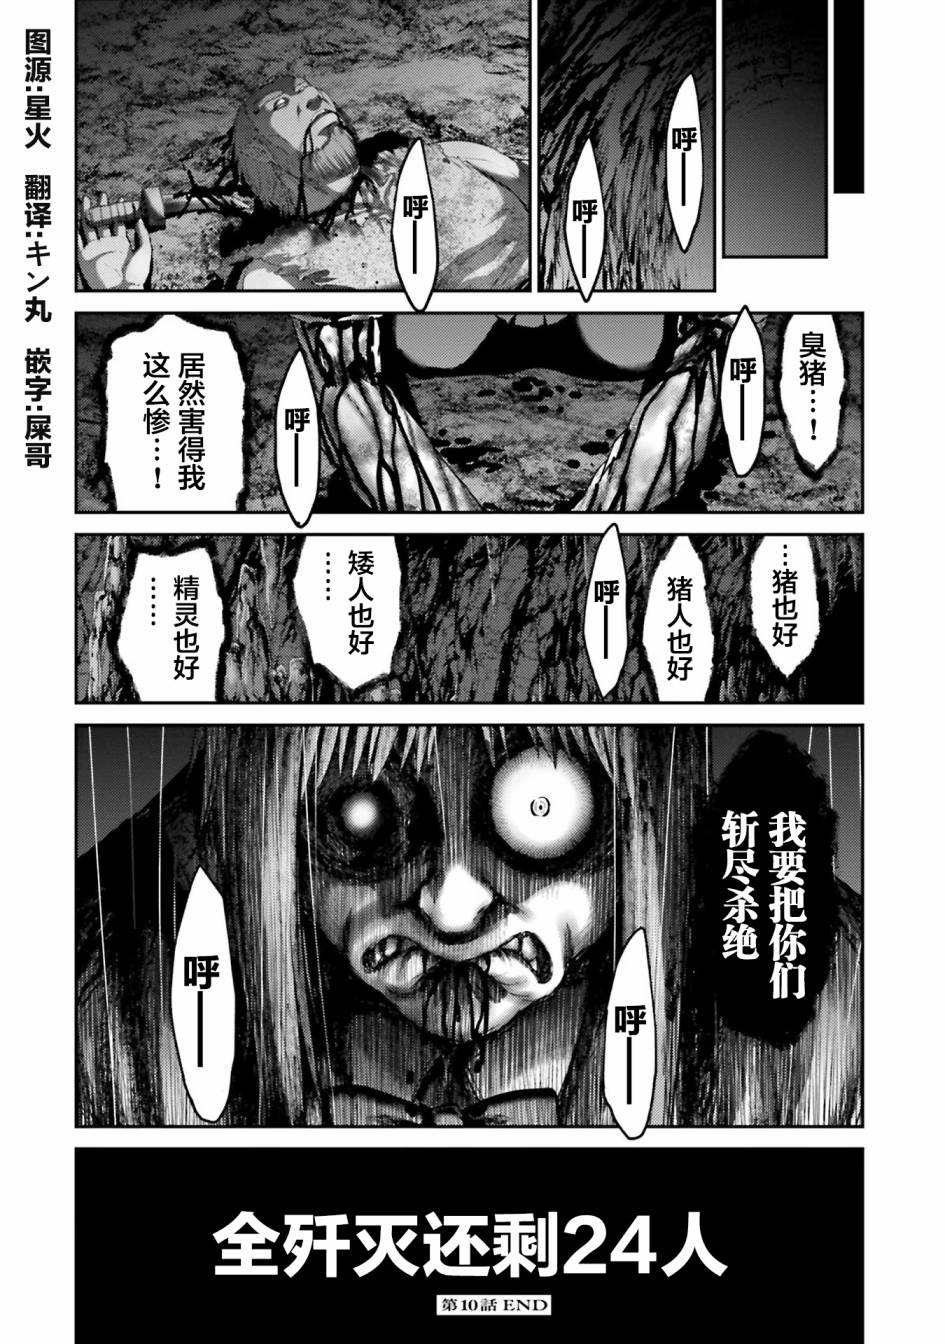 图源：星火　翻译：キン丸　嵌字：屎哥
呼—
呼—
呼—
臭猪…！
呼—
呼—
居然害得我
这么惨…！
…猪也好
猪人也好
呼—
矮人也好
……
精灵也好
……
我要把你们
斩尽杀绝
呼—
呼—
全歼灭还剩24人
第10話 END